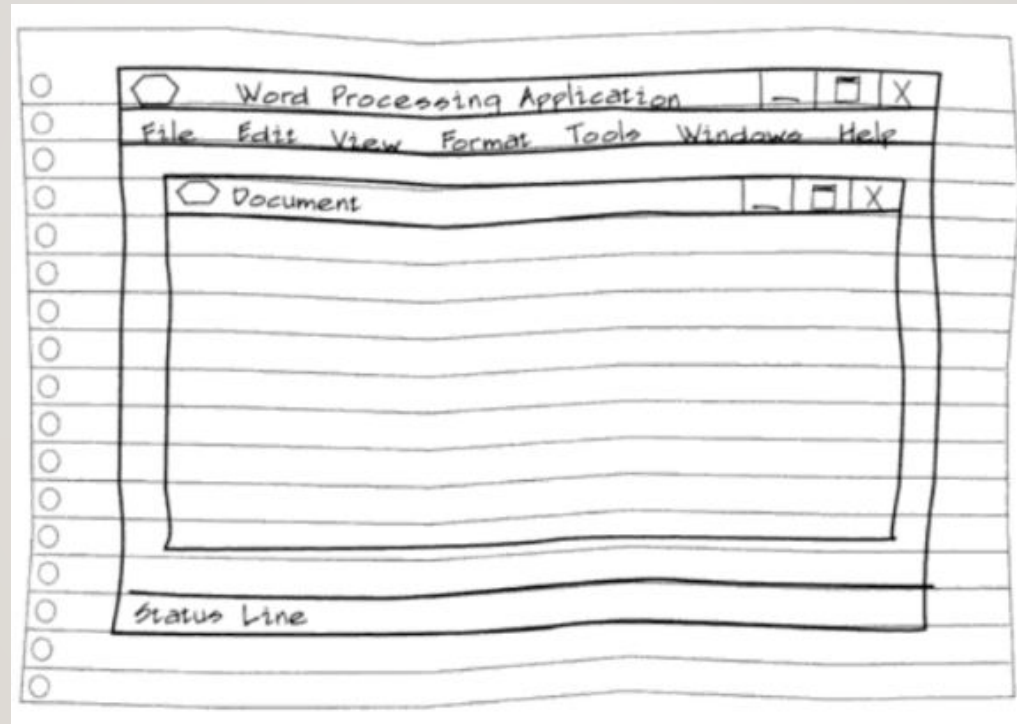 Word Processing Application X
File Edit View Format Tools Windows Help
Document X
Status Line